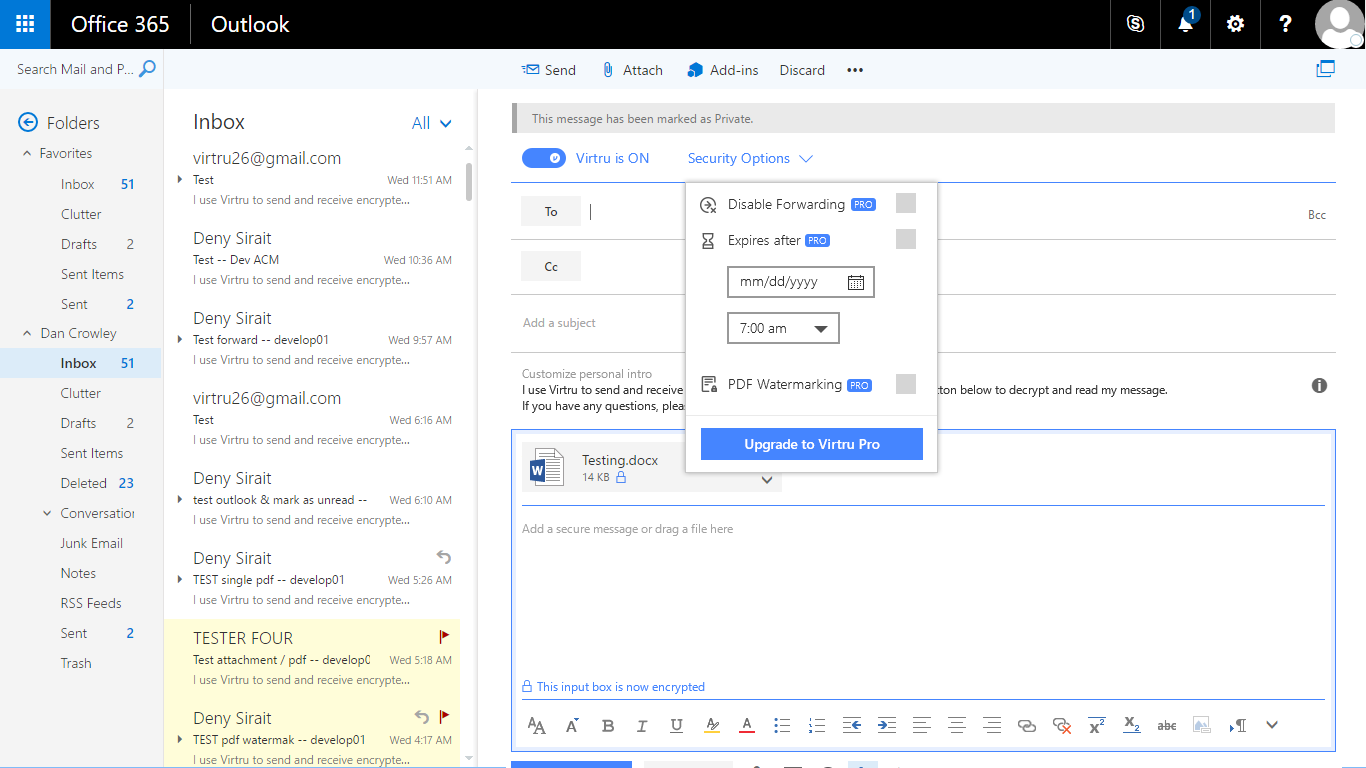 Office 365
Outlook
1
?
Search Mail and P...
Send
Attach
Add-ins
Discard
Folders
Favorites
Inbox 51
Clutter
Drafts 2
Sent Items
Sent 2
Dan Crowley
Inbox 51
Clutter
Drafts 2
Sent Items
Deleted 23
Conversation
Junk Email
Notes
RSS Feeds
Sent 2
Trash
Inbox
All
virtru26@gmail.com
Test Wed 11:51 AM
I use Virtru to send and receive encrypte...
Deny Sirait
Test -- Dev ACM Wed 10:36 AM
I use Virtru to send and receive encrypte...
Deny Sirait
Test forward -- develop01 Wed 9:57 AM
I use Virtru to send and receive encrypte...
virtru26@gmail.com
Test Wed 6:16 AM
I use Virtru to send and receive encrypte...
Deny Sirait
test outlook & mark as unread -- Wed 6:10 AM
I use Virtru to send and receive encrypte...
Deny Sirait
TEST single pdf -- develop01 Wed 5:26 AM
I use Virtru to send and receive encrypte...
TESTER FOUR
Test attachment / pdf -- develop0 Wed 5:18 AM
I use Virtru to send and receive encrypte...
Deny Sirait
TEST pdf watermak -- develop01 Wed 4:17 AM
I use Virtru to send and receive encrypte...
This message has been marked as Private.
Virtru is ON
Security Options
To
Bcc
Cc
Add a subject
Disable Forwarding PRO
Expires after PRO
mm/dd/yyyy
7:00 am
PDF Watermarking PRO
Upgrade to Virtru Pro
Customize personal intro
I use Virtru to send and receive tton below to decrypt and read my message.
If you have any questions, plea
Testing.docx
14 KB
Add a secure message or drag a file here
This input box is now encrypted
AA A B I U A X² X₂ abc